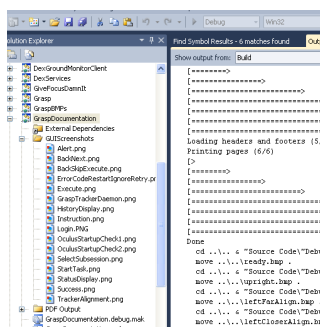 Debug
Win32
Solution Explorer
DexGroundMonitorClient
DexServices
GiveFocusDamnIt
Grasp
GraspBMPs
GraspDocumentation
External Dependencies
GUIScreenshots
Alert.png
BackNext.png
BackSkipExecute.png
ErrorCodeRestartIgnoreRetry.pr
Execute.png
GraspTrackerDaemon.png
HistoryDisplay.png
Instruction.png
Login.PNG
OculusStartupCheck1.png
OculusStartupCheck2.png
SelectSubsession.png
StartTask.png
StatusDisplay.png
Success.png
TrackerAlignment.png
PDF Output
GraspDocumentation.debug.mak
Find Symbol Results - 6 matches found
Out
Show output from: Build
[=======>
[===============>
[=======================>
[==============================
[==============================
[==============================
Loading headers and footers (5/
Printing pages (6/6)
[>
[=======>
[===============>
[=======================>
[==============================
[==============================
[==============================
Done
cd ..\.. & "Source Code\"Debu
move ..\..\ready.bmp .
cd ..\.. & "Source Code\"Debu
move ..\..\upright.bmp .
cd ..\.. & "Source Code\"Debu
move ..\..\leftFarAlign.bmp .
cd ..\.. & "Source Code\"Debu
move ..\..\leftCloserAlign.bm